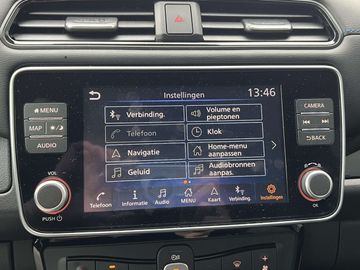 Instellingen
13:46
Verbinding.
Volume en
pieptonen
Telefoon
Klok
Navigatie
Home-menu
aanpassen
Geluid
Audiobronnen
aanpas.
Telefoon
Informatie
Audio
MENU
Kaart
Verbinding.
Instellingen
MENU
MAP
AUDIO
VOL
PUSH
CAMERA
BACK
OK